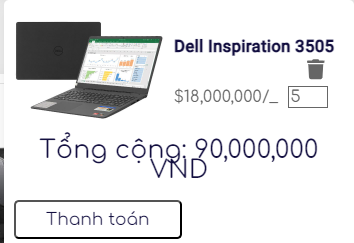 Dell Inspiration 3505
$18,000,000/_ 5
Tổng cộng: 90,000,000
VND
Thanh toán